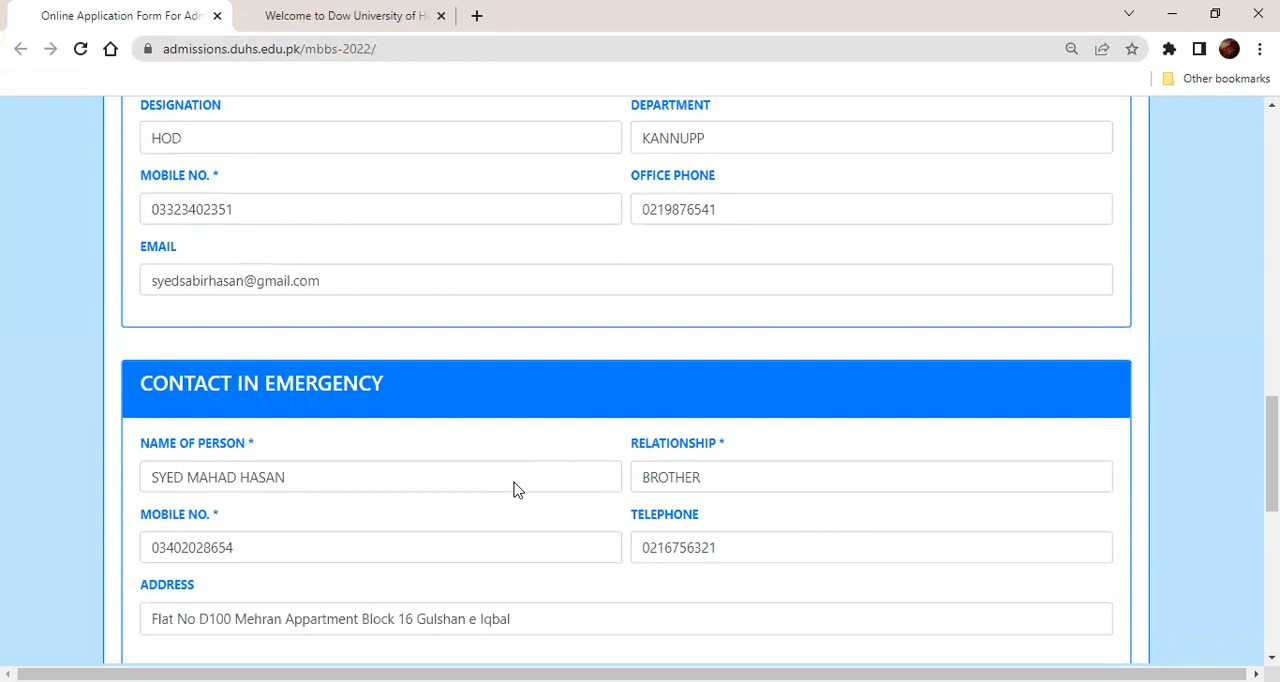 Online Application Form For Adm
Welcome to Dow University of H
admissions.duhs.edu.pk/mbbs-2022/
Other bookmarks
DESIGNATION
DEPARTMENT
HOD
KANNUPP
MOBILE NO. *
OFFICE PHONE
03323402351
0219876541
EMAIL
syedsabirhasan@gmail.com
CONTACT IN EMERGENCY
NAME OF PERSON *
RELATIONSHIP *
SYED MAHAD HASAN
BROTHER
MOBILE NO. *
TELEPHONE
03402028654
0216756321
ADDRESS
Flat No D100 Mehran Appartment Block 16 Gulshan e Iqbal